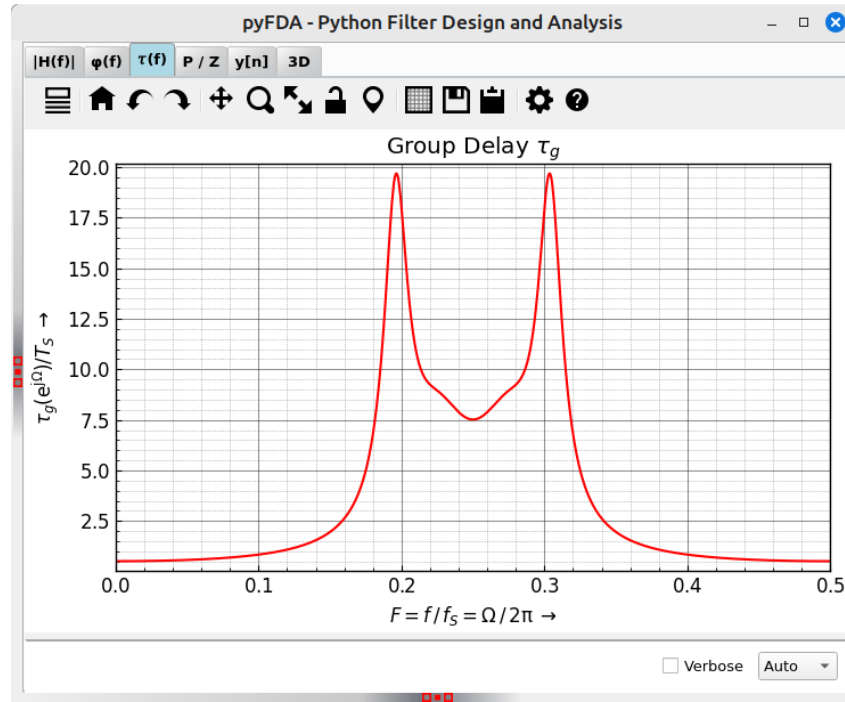 pyFDA - Python Filter Design and Analysis
|H(f)| φ(f) τ(f) P / Z y[n] 3D
Group Delay τg
20.0
17.5
15.0
12.5
10.0
7.5
5.0
2.5
τg(e^jΩ)/TS →
0.0 0.1 0.2 0.3 0.4 0.5
F = f / fS = Ω / 2π →
Verbose Auto